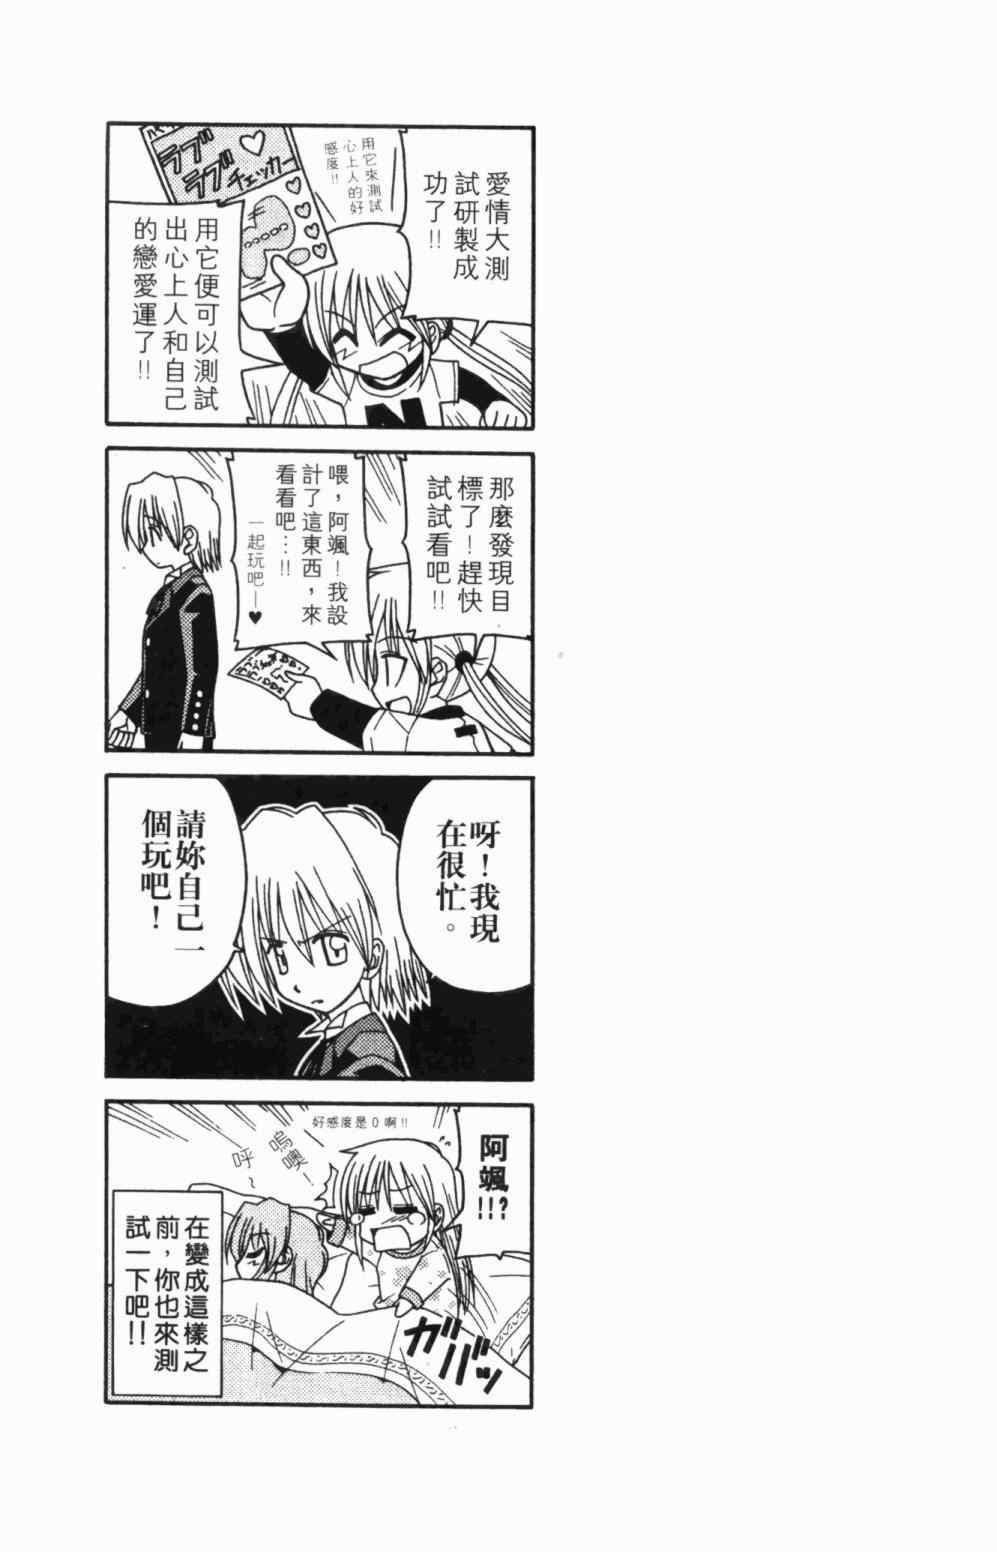 愛情大測
試研製成
功了!!
用它來測試
心上人的好
感度!!
ラブ
ラブ
チェッカー
用它便可以測試
出心上人和自己
的戀愛運了!!
那麼發現目
標了!趕快
試試看吧!!
喂,阿颯!我設
計了這東西,來
看看吧…!!
一起玩吧—♥
呀!我現
在很忙。
請妳自己一
個玩吧!
阿颯!!?
好感度是0啊!!
嗚噢~
呼~
ガバッ
在變成這樣之
前,你也來測
試一下吧!!